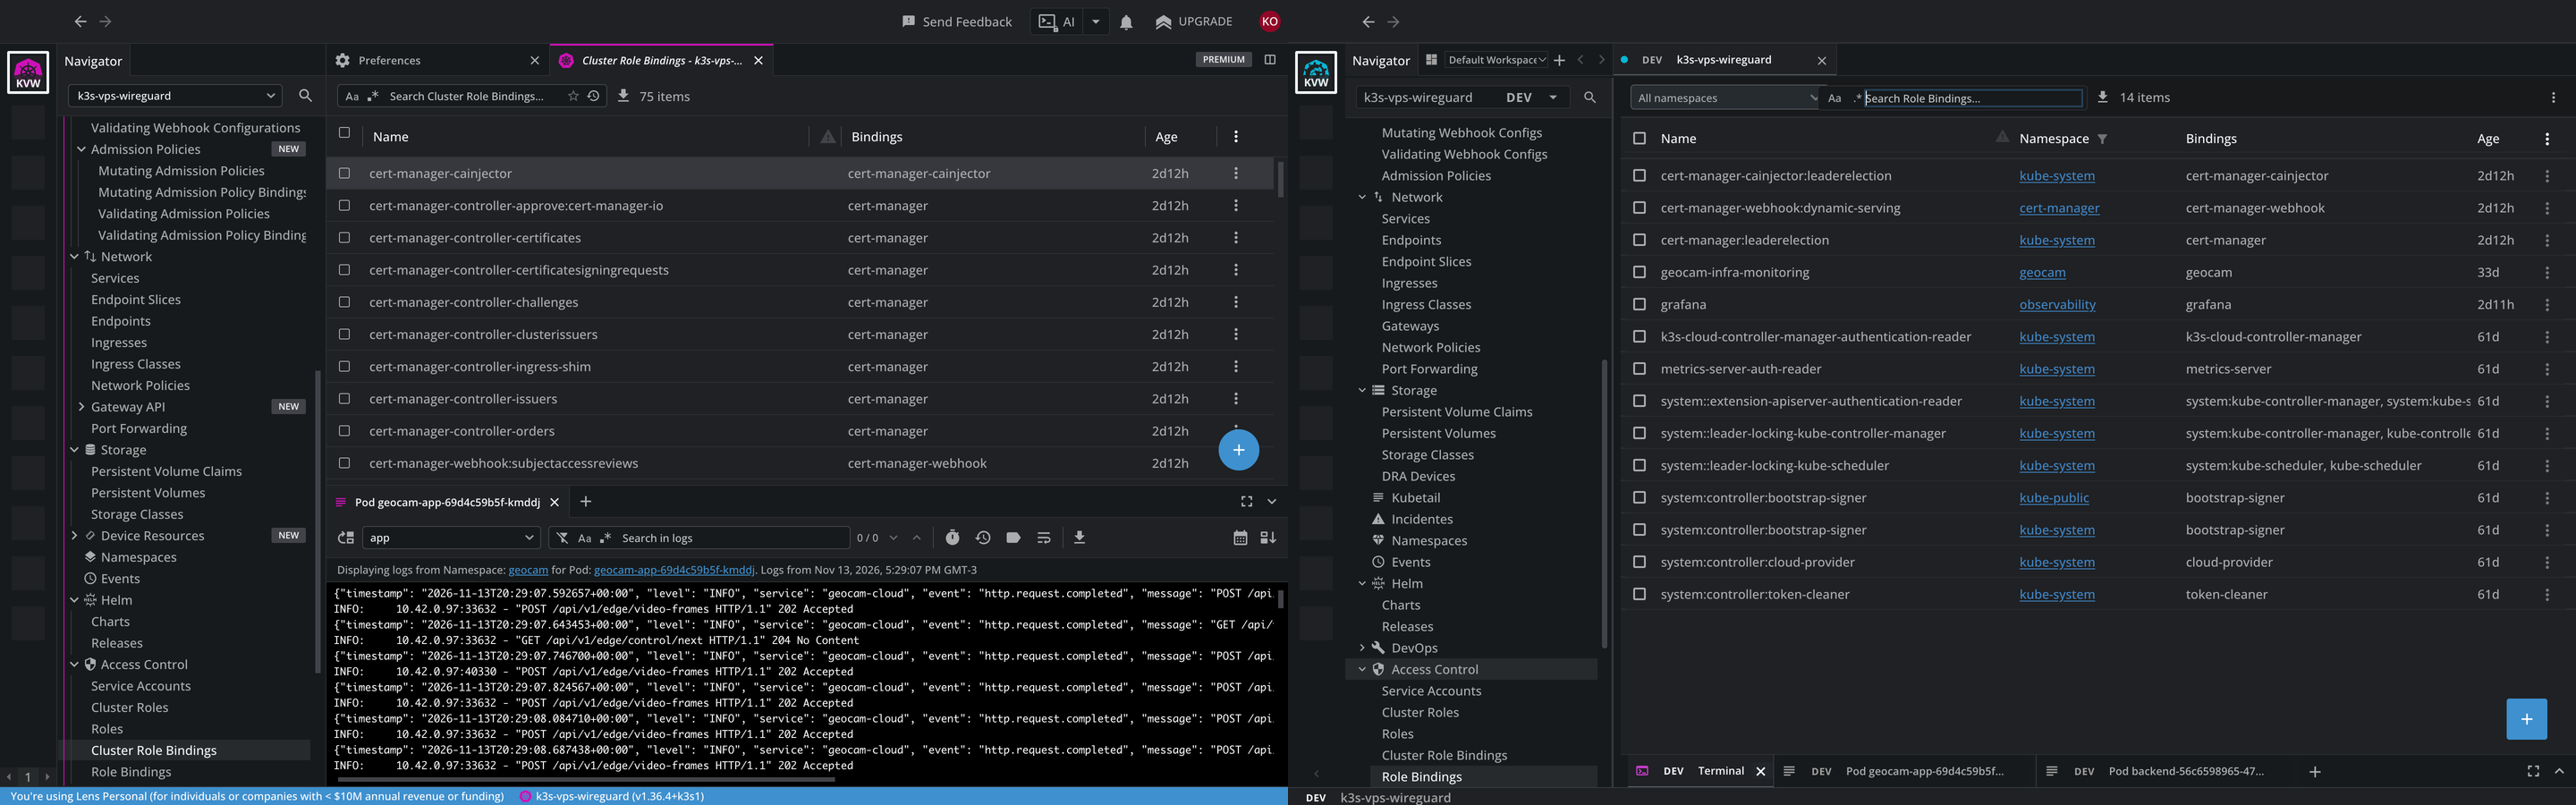 Send Feedback
AI
UPGRADE
KO
KVW
Navigator
Preferences
Cluster Role Bindings - k3s-vps-...
PREMIUM
k3s-vps-wireguard
Aa .* Search Cluster Role Bindings...
75 items
Validating Webhook Configurations
Admission Policies NEW
Mutating Admission Policies
Mutating Admission Policy Bindings
Validating Admission Policies
Validating Admission Policy Binding
Network
Services
Endpoint Slices
Endpoints
Ingresses
Ingress Classes
Network Policies
Gateway API NEW
Port Forwarding
Storage
Persistent Volume Claims
Persistent Volumes
Storage Classes
Device Resources NEW
Namespaces
Events
HELM Helm
Charts
Releases
Access Control
Service Accounts
Cluster Roles
Roles
Cluster Role Bindings
Role Bindings
1
Name Bindings Age
cert-manager-cainjector cert-manager-cainjector 2d12h
cert-manager-controller-approve:cert-manager-io cert-manager 2d12h
cert-manager-controller-certificates cert-manager 2d12h
cert-manager-controller-certificatesigningrequests cert-manager 2d12h
cert-manager-controller-challenges cert-manager 2d12h
cert-manager-controller-clusterissuers cert-manager 2d12h
cert-manager-controller-ingress-shim cert-manager 2d12h
cert-manager-controller-issuers cert-manager 2d12h
cert-manager-controller-orders cert-manager 2d12h
cert-manager-webhook:subjectaccessreviews cert-manager-webhook 2d12h
Pod geocam-app-69d4c59b5f-kmddj
app
Aa .* Search in logs
0 / 0
Displaying logs from Namespace: geocam for Pod: geocam-app-69d4c59b5f-kmddj. Logs from Nov 13, 2026, 5:29:07 PM GMT-3
{"timestamp": "2026-11-13T20:29:07.592657+00:00", "level": "INFO", "service": "geocam-cloud", "event": "http.request.completed", "message": "POST /api
INFO: 10.42.0.97:33632 - "POST /api/v1/edge/video-frames HTTP/1.1" 202 Accepted
{"timestamp": "2026-11-13T20:29:07.643453+00:00", "level": "INFO", "service": "geocam-cloud", "event": "http.request.completed", "message": "GET /api/
INFO: 10.42.0.97:33632 - "GET /api/v1/edge/control/next HTTP/1.1" 204 No Content
{"timestamp": "2026-11-13T20:29:07.746700+00:00", "level": "INFO", "service": "geocam-cloud", "event": "http.request.completed", "message": "POST /api
INFO: 10.42.0.97:40330 - "POST /api/v1/edge/video-frames HTTP/1.1" 202 Accepted
{"timestamp": "2026-11-13T20:29:07.824567+00:00", "level": "INFO", "service": "geocam-cloud", "event": "http.request.completed", "message": "POST /api
INFO: 10.42.0.97:33632 - "POST /api/v1/edge/video-frames HTTP/1.1" 202 Accepted
{"timestamp": "2026-11-13T20:29:08.084710+00:00", "level": "INFO", "service": "geocam-cloud", "event": "http.request.completed", "message": "POST /api
INFO: 10.42.0.97:33632 - "POST /api/v1/edge/video-frames HTTP/1.1" 202 Accepted
{"timestamp": "2026-11-13T20:29:08.687438+00:00", "level": "INFO", "service": "geocam-cloud", "event": "http.request.completed", "message": "POST /api
INFO: 10.42.0.97:33632 - "POST /api/v1/edge/video-frames HTTP/1.1" 202 Accepted
You're using Lens Personal (for individuals or companies with < $10M annual revenue or funding)
k3s-vps-wireguard (v1.36.4+k3s1)
KVW
Navigator
Default Workspace
DEV k3s-vps-wireguard
k3s-vps-wireguard DEV
All namespaces
Aa .* Search Role Bindings...
14 items
Mutating Webhook Configs
Validating Webhook Configs
Admission Policies
Network
Services
Endpoints
Endpoint Slices
Ingresses
Ingress Classes
Gateways
Network Policies
Port Forwarding
Storage
Persistent Volume Claims
Persistent Volumes
Storage Classes
DRA Devices
Kubetail
Incidentes
Namespaces
Events
HELM Helm
Charts
Releases
DevOps
Access Control
Service Accounts
Cluster Roles
Roles
Cluster Role Bindings
Role Bindings
Name Namespace Bindings Age
cert-manager-cainjector:leaderelection kube-system cert-manager-cainjector 2d12h
cert-manager-webhook:dynamic-serving cert-manager cert-manager-webhook 2d12h
cert-manager:leaderelection kube-system cert-manager 2d12h
geocam-infra-monitoring geocam geocam 33d
grafana observability grafana 2d11h
k3s-cloud-controller-manager-authentication-reader kube-system k3s-cloud-controller-manager 61d
metrics-server-auth-reader kube-system metrics-server 61d
system::extension-apiserver-authentication-reader kube-system system:kube-controller-manager, system:kube-s 61d
system::leader-locking-kube-controller-manager kube-system system:kube-controller-manager, kube-controlle 61d
system::leader-locking-kube-scheduler kube-system system:kube-scheduler, kube-scheduler 61d
system:controller:bootstrap-signer kube-public bootstrap-signer 61d
system:controller:bootstrap-signer kube-system bootstrap-signer 61d
system:controller:cloud-provider kube-system cloud-provider 61d
system:controller:token-cleaner kube-system token-cleaner 61d
DEV Terminal
DEV Pod geocam-app-69d4c59b5f...
DEV Pod backend-56c6598965-47...
DEV k3s-vps-wireguard